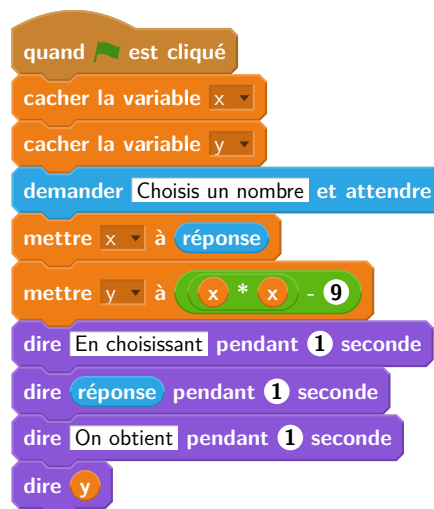 quand est cliqué
cacher la variable x
cacher la variable y
demander Choisis un nombre et attendre
mettre x à réponse
mettre y à x * x - 9
dire En choisissant pendant 1 seconde
dire réponse pendant 1 seconde
dire On obtient pendant 1 seconde
dire y